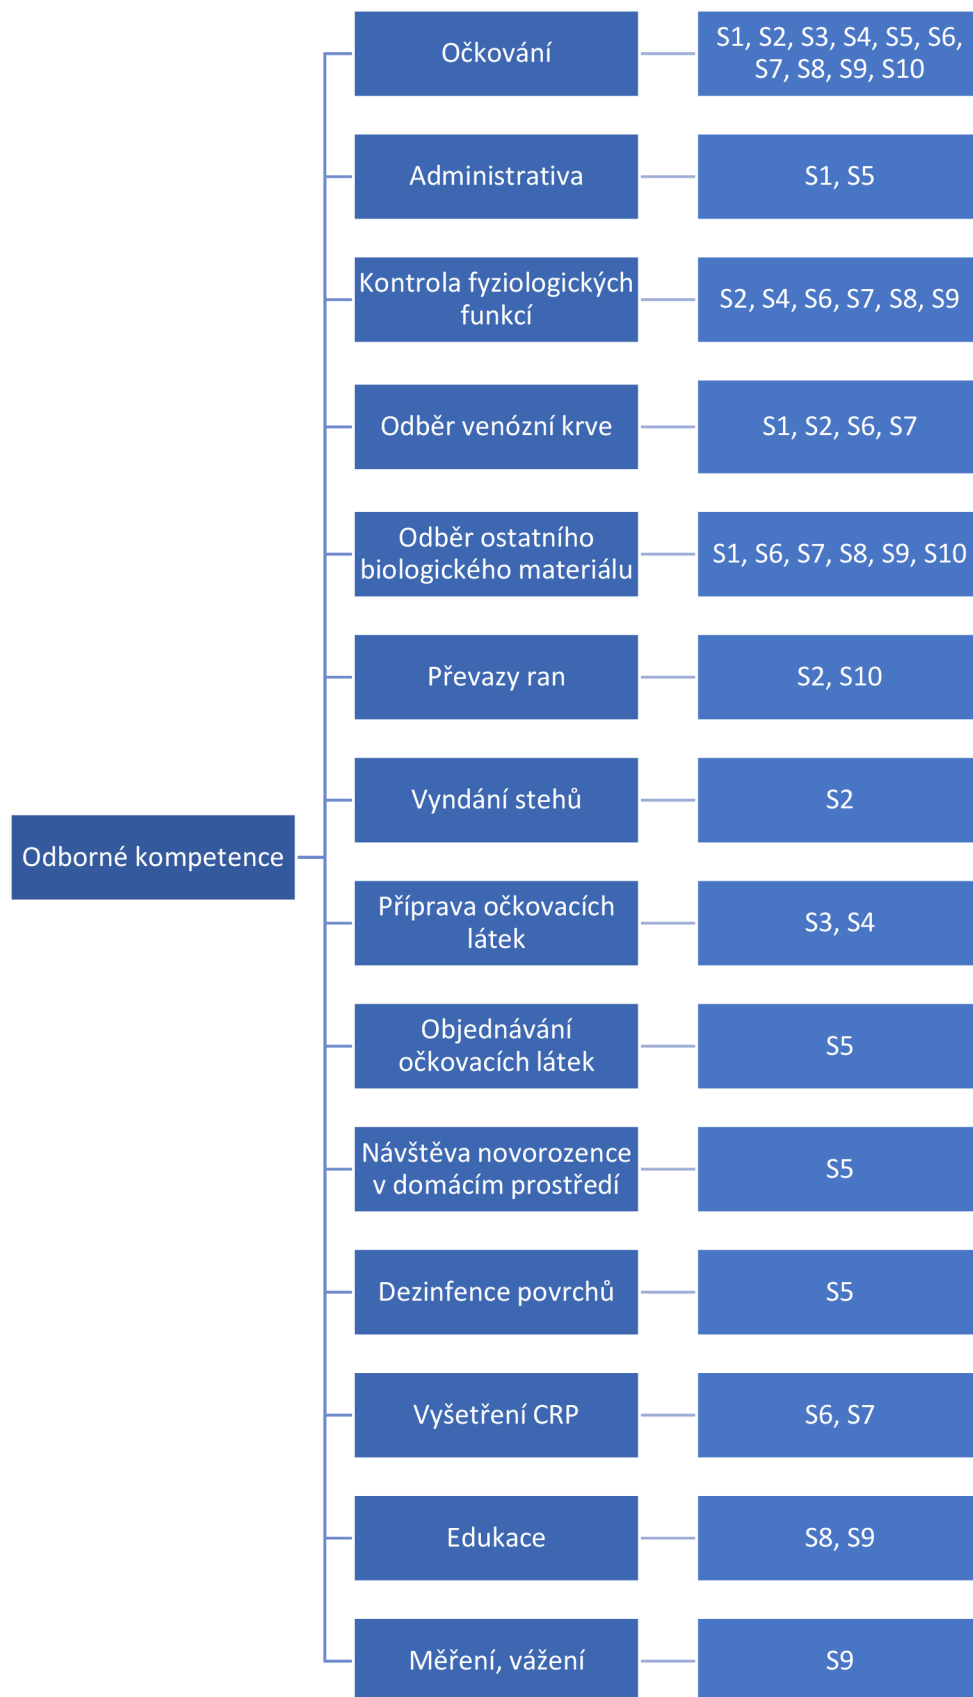 Očkování
S1, S2, S3, S4, S5, S6,
S7, S8, S9, S10
Administrativa
S1, S5
Kontrola fyziologických
funkcí
S2, S4, S6, S7, S8, S9
Odběr venózní krve
S1, S2, S6, S7
Odběr ostatního
biologického materiálu
S1, S6, S7, S8, S9, S10
Převazy ran
S2, S10
Vyndání stehů
S2
Odborné kompetence
Příprava očkovacích
látek
S3, S4
Objednávání
očkovacích látek
S5
Návštěva novorozence
v domácím prostředí
S5
Dezinfence povrchů
S5
Vyšetření CRP
S6, S7
Edukace
S8, S9
Měření, vážení
S9